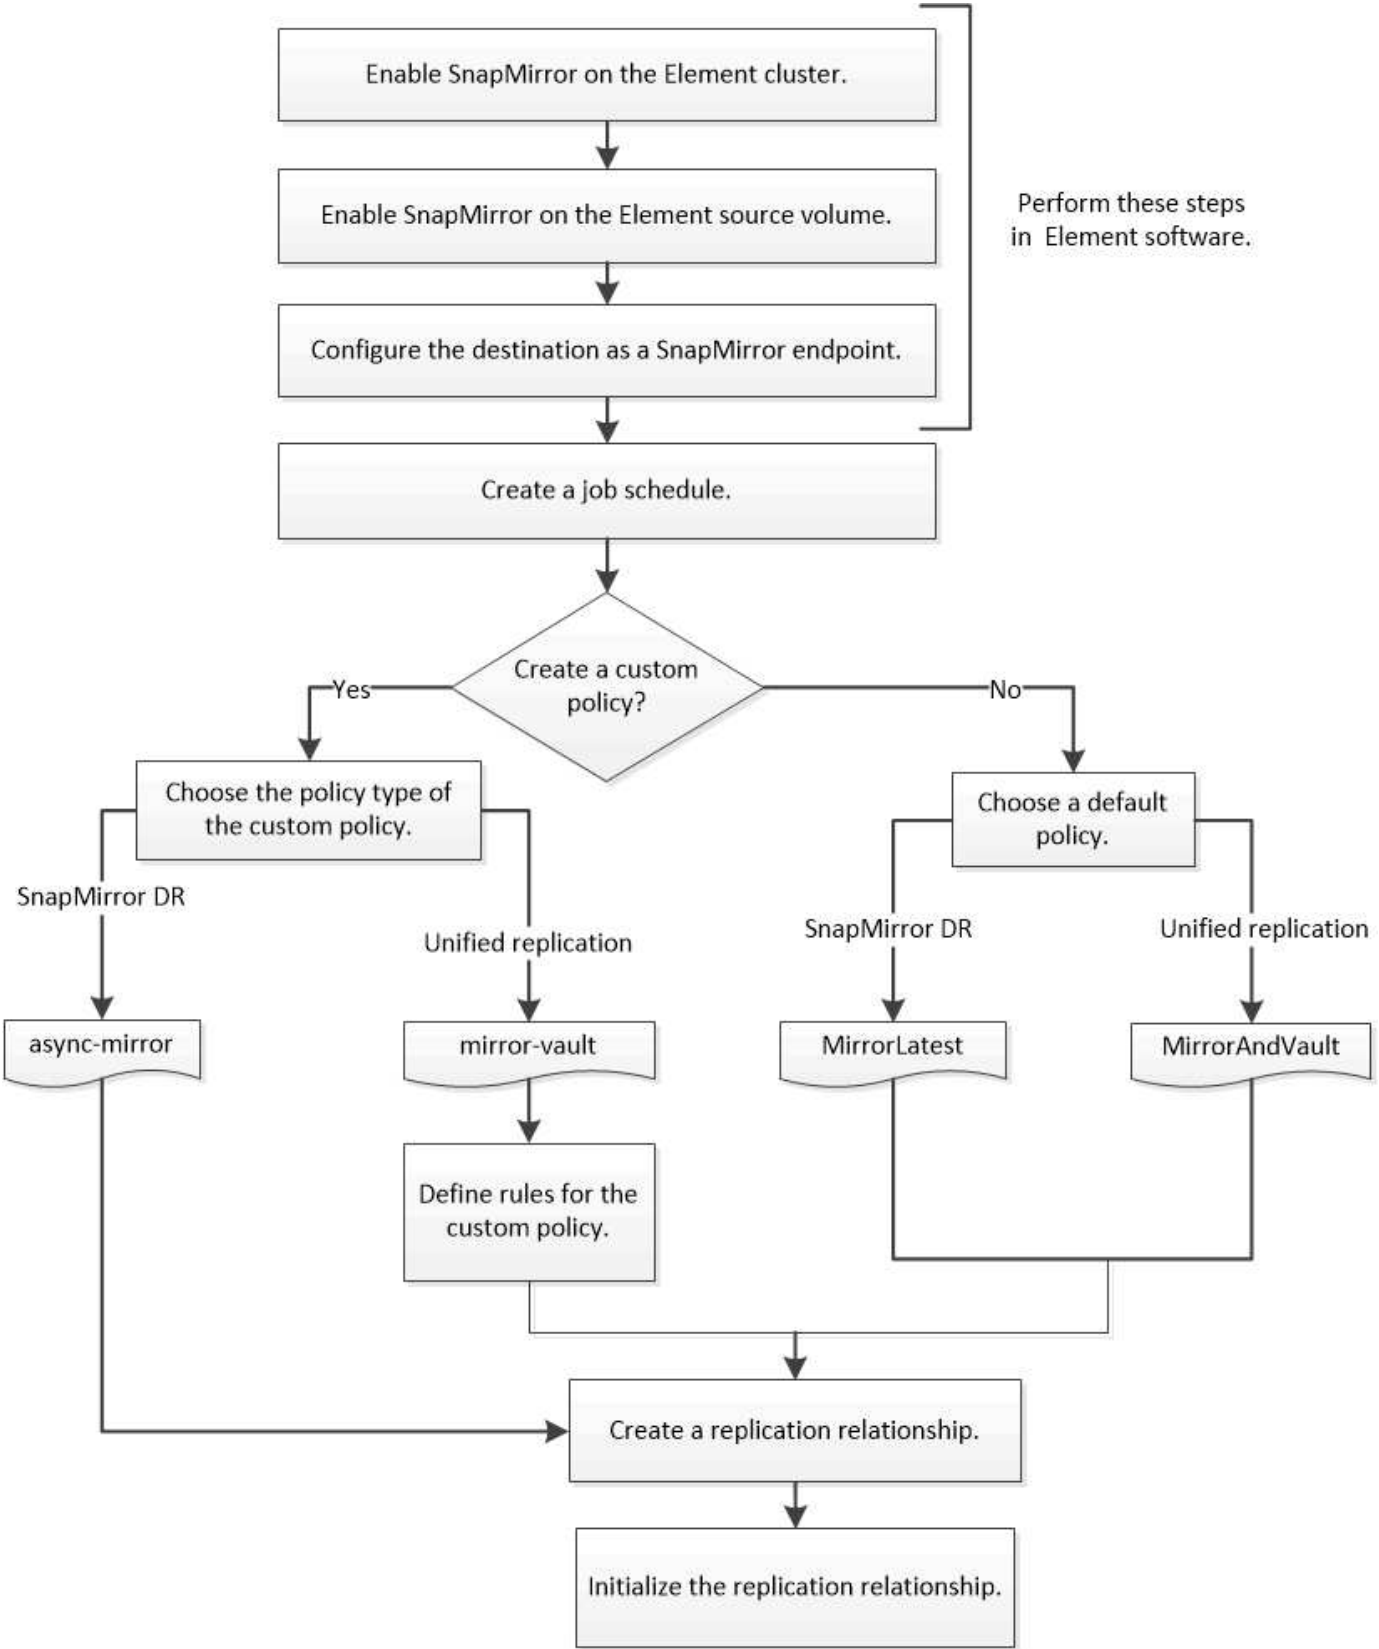 Enable SnapMirror on the Element cluster.
Enable SnapMirror on the Element source volume.
Perform these steps
in Element software.
Configure the destination as a SnapMirror endpoint.
Create a job schedule.
Create a custom
policy?
Yes
No
Choose the policy type of
the custom policy.
Choose a default
policy.
SnapMirror DR
Unified replication
SnapMirror DR
Unified replication
async-mirror
mirror-vault
MirrorLatest
MirrorAndVault
Define rules for the
custom policy.
Create a replication relationship.
Initialize the replication relationship.